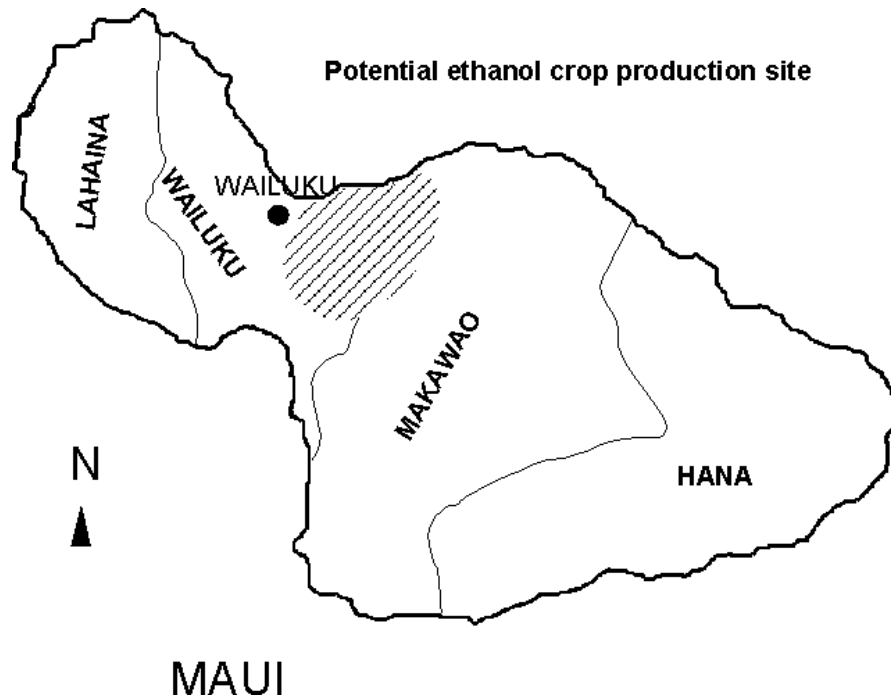 Potential ethanol crop production site
LAHAINA
WAILUKU
WAILUKU
MAKAWAO
HANA
N
MAUI